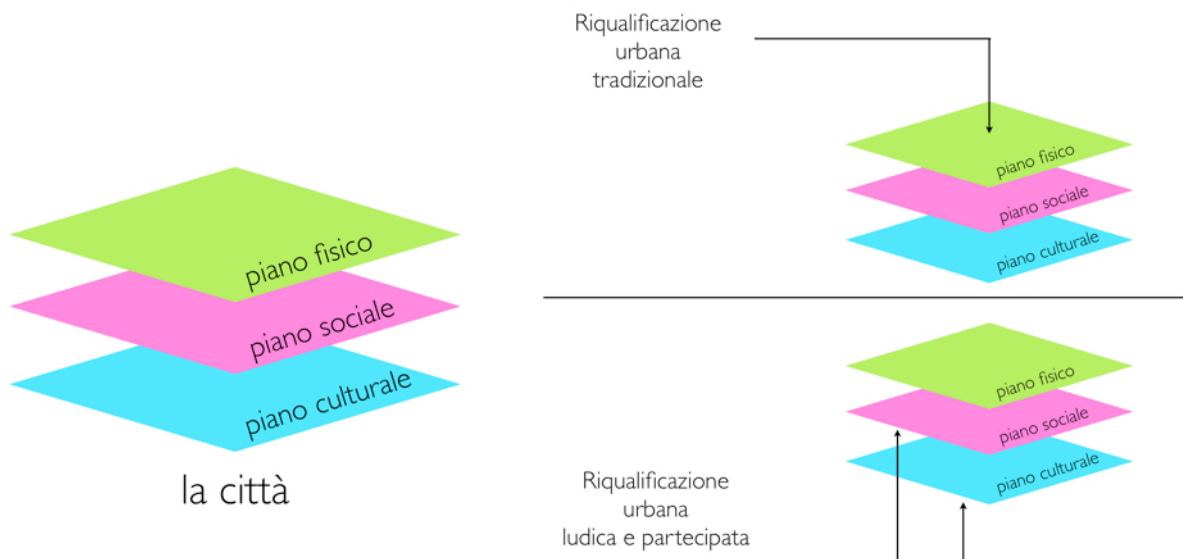 piano fisico
piano sociale
piano culturale
la città
Riqualificazione
urbana
tradizionale
piano fisico
piano sociale
piano culturale
Riqualificazione
urbana
ludica e partecipata
piano fisico
piano sociale
piano culturale